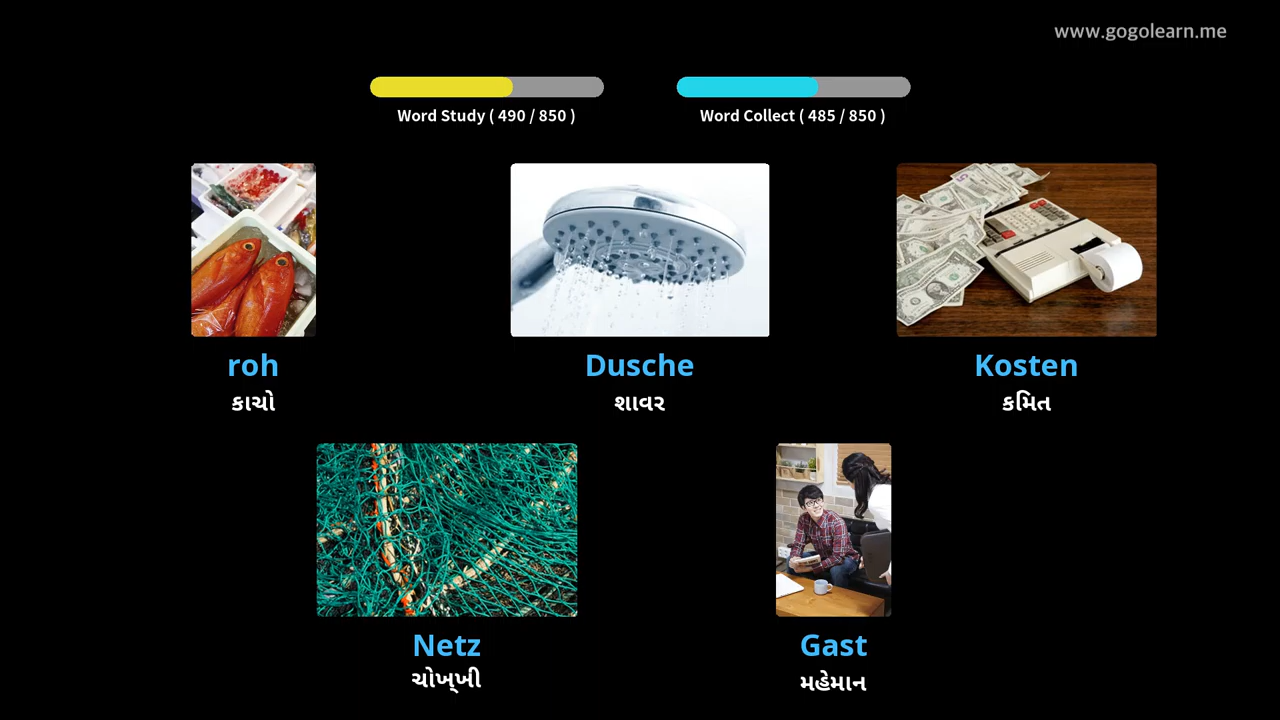 www.gogolearn.me
Word Study ( 490 / 850 )
Word Collect ( 485 / 850 )
roh
કાચો
Dusche
શાવર
Kosten
કમિત
Netz
ચોખ્ખી
Gast
મહેમાન